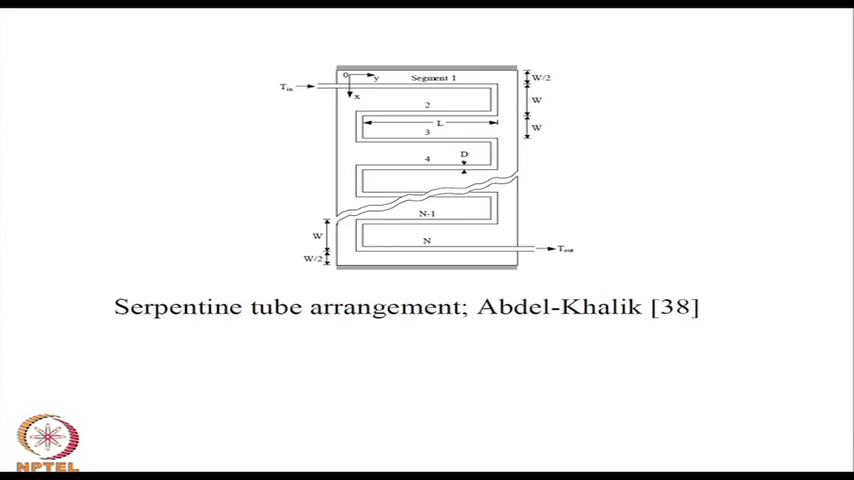 0
y
Segment 1
W/2
Tin
x
W
2
L
W
3
4
D
N-1
W
N
Tout
W/2
Serpentine tube arrangement; Abdel-Khalik [38]
NPTEL